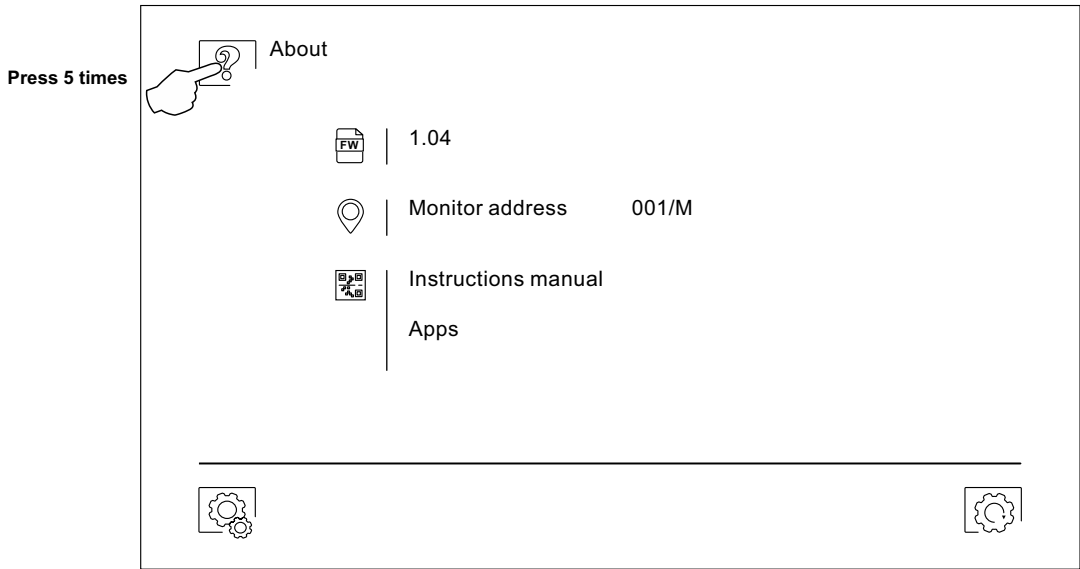 About
Press 5 times
FW
1.04
Monitor address 001/M
Instructions manual
Apps